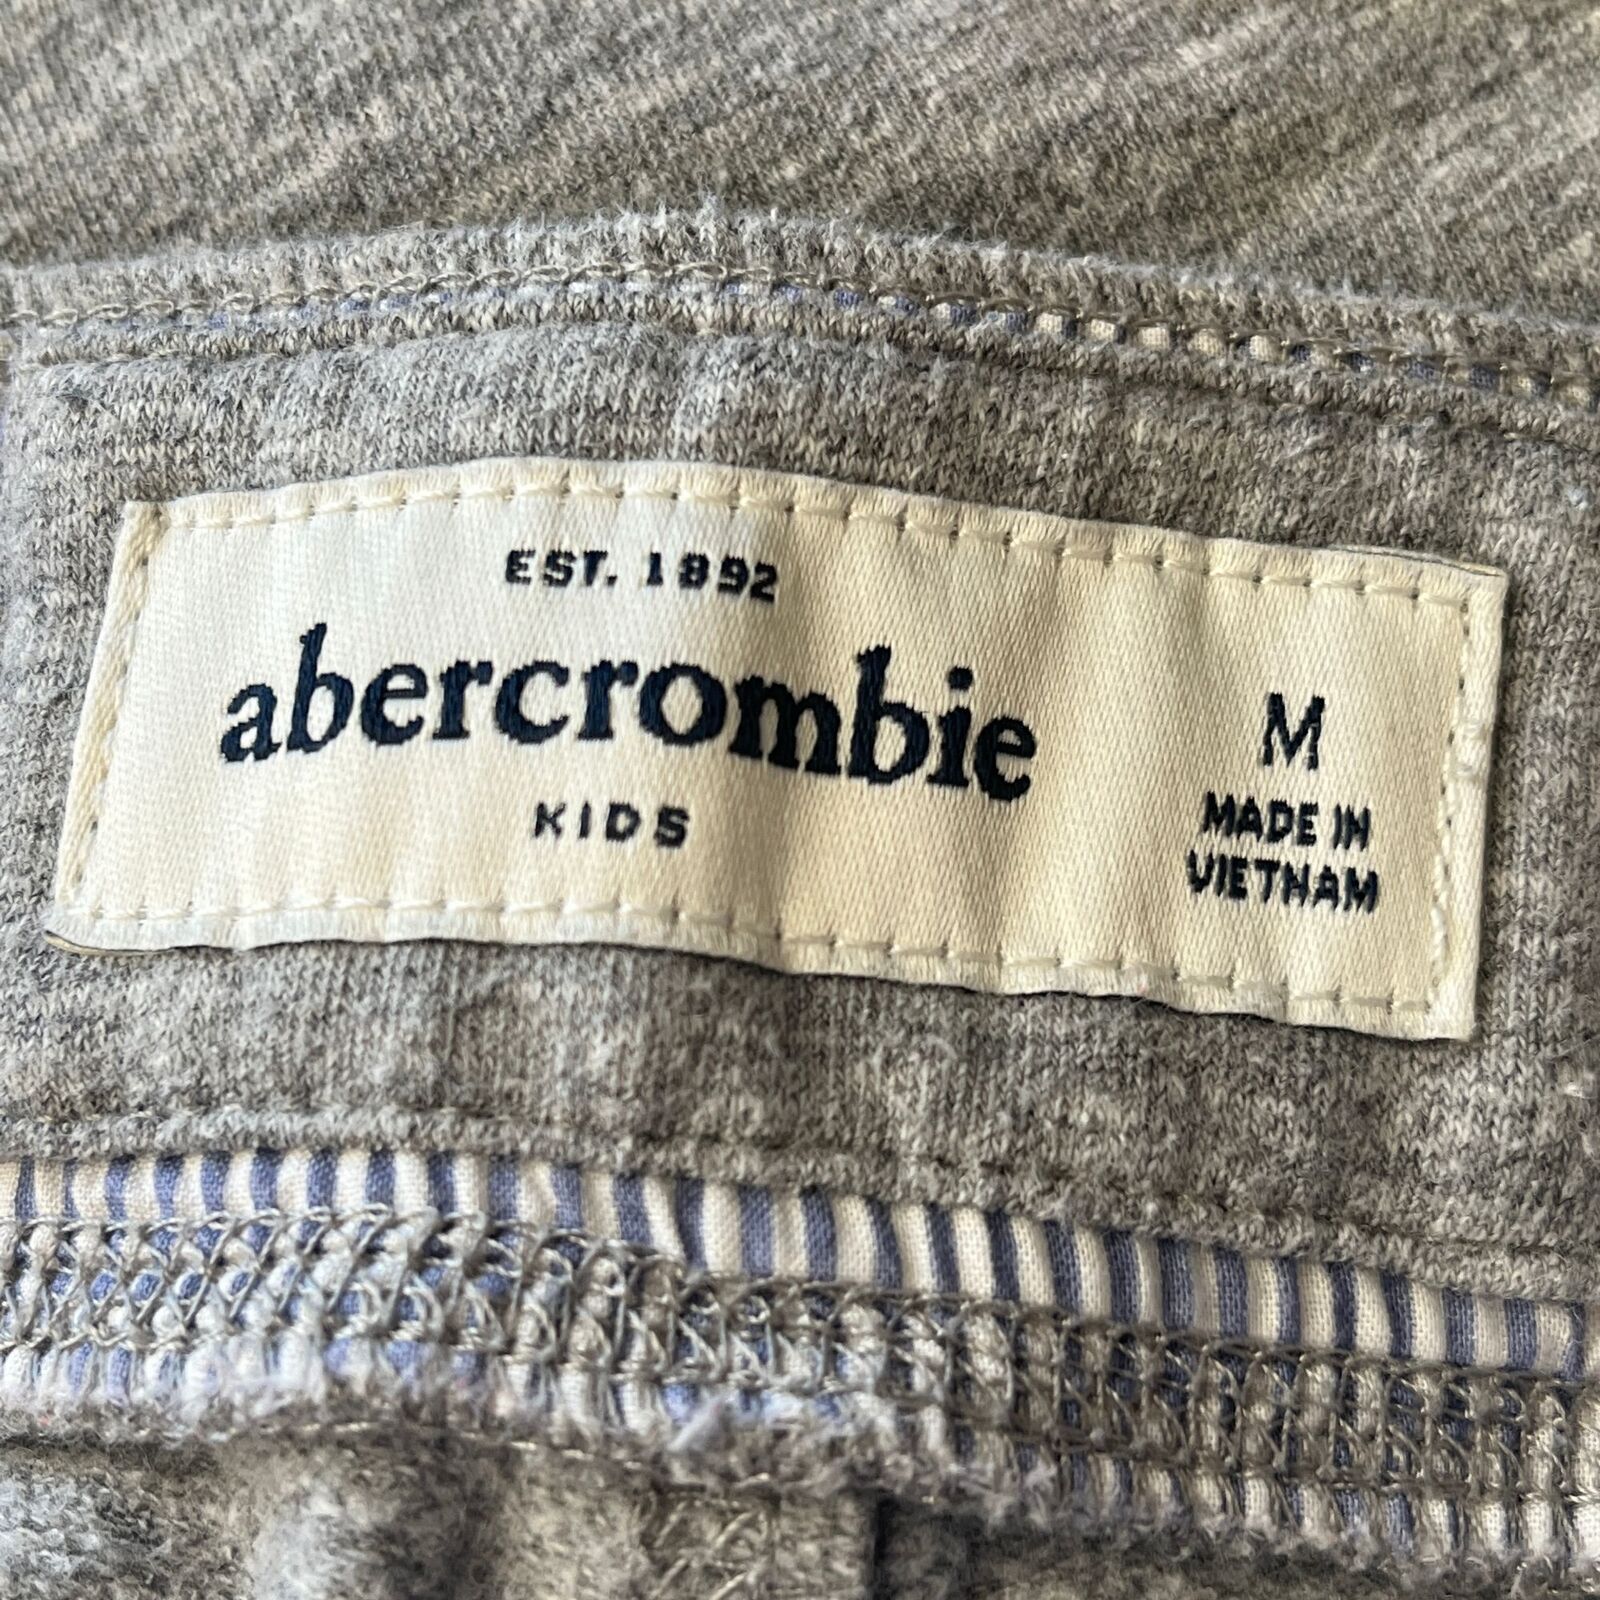 EST. 1892
abercrombie
KIDS
M
MADE IN
VIETNAM